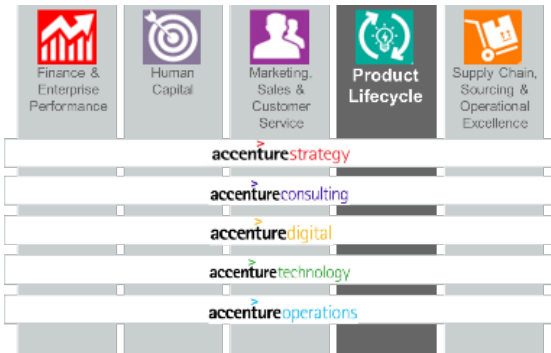 Finance &
Enterprise
Performance
Human
Capital
Marketing,
Sales &
Customer
Service
Product
Lifecycle
Supply Chain,
Sourcing &
Operational
Excellence
accenturestrategy
accentureconsulting
accenturedigital
accenturetechnology
accentureoperations